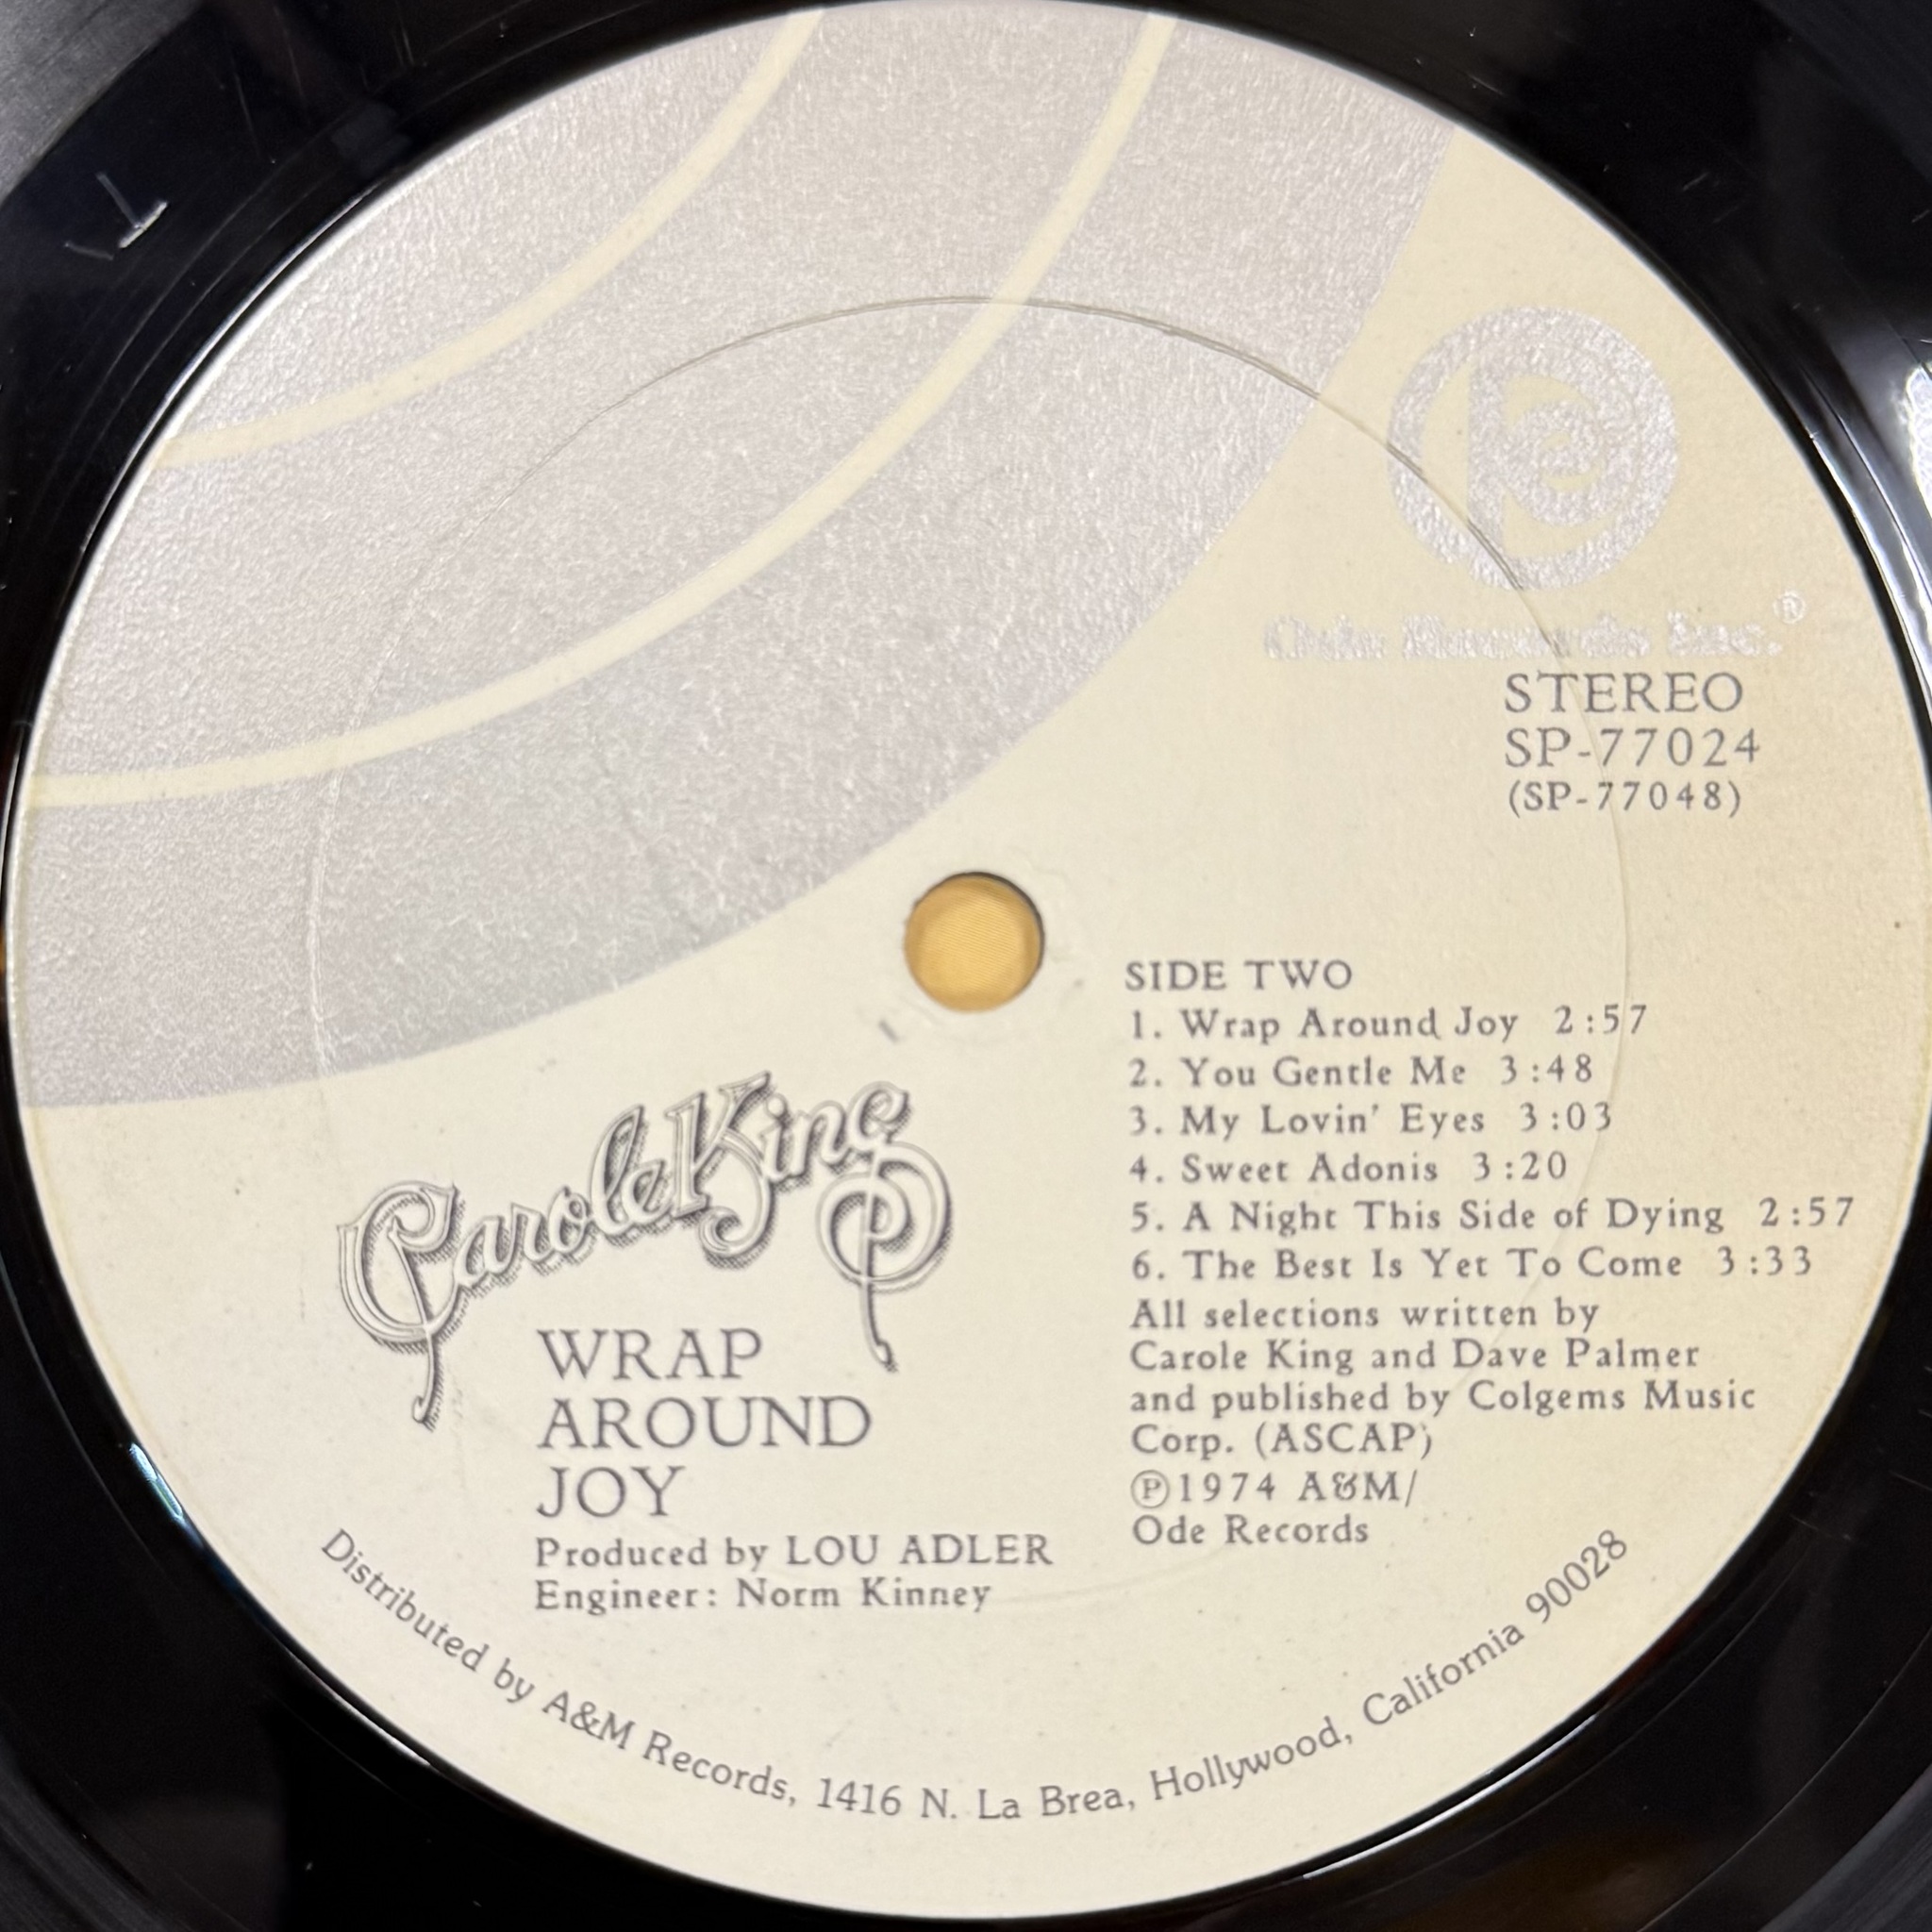 Ode Records Inc.®
STEREO
SP-77024
(SP-77048)
SIDE TWO
1. Wrap Around Joy 2:57
2. You Gentle Me 3:48
3. My Lovin' Eyes 3:03
4. Sweet Adonis 3:20
5. A Night This Side of Dying 2:57
6. The Best Is Yet To Come 3:33
All selections written by
Carole King and Dave Palmer
and published by Colgems Music
Corp. (ASCAP)
℗1974 A&M/
Ode Records
Carole King
WRAP
AROUND
JOY
Produced by LOU ADLER
Engineer: Norm Kinney
Distributed by A&M Records, 1416 N. La Brea, Hollywood, California 90028